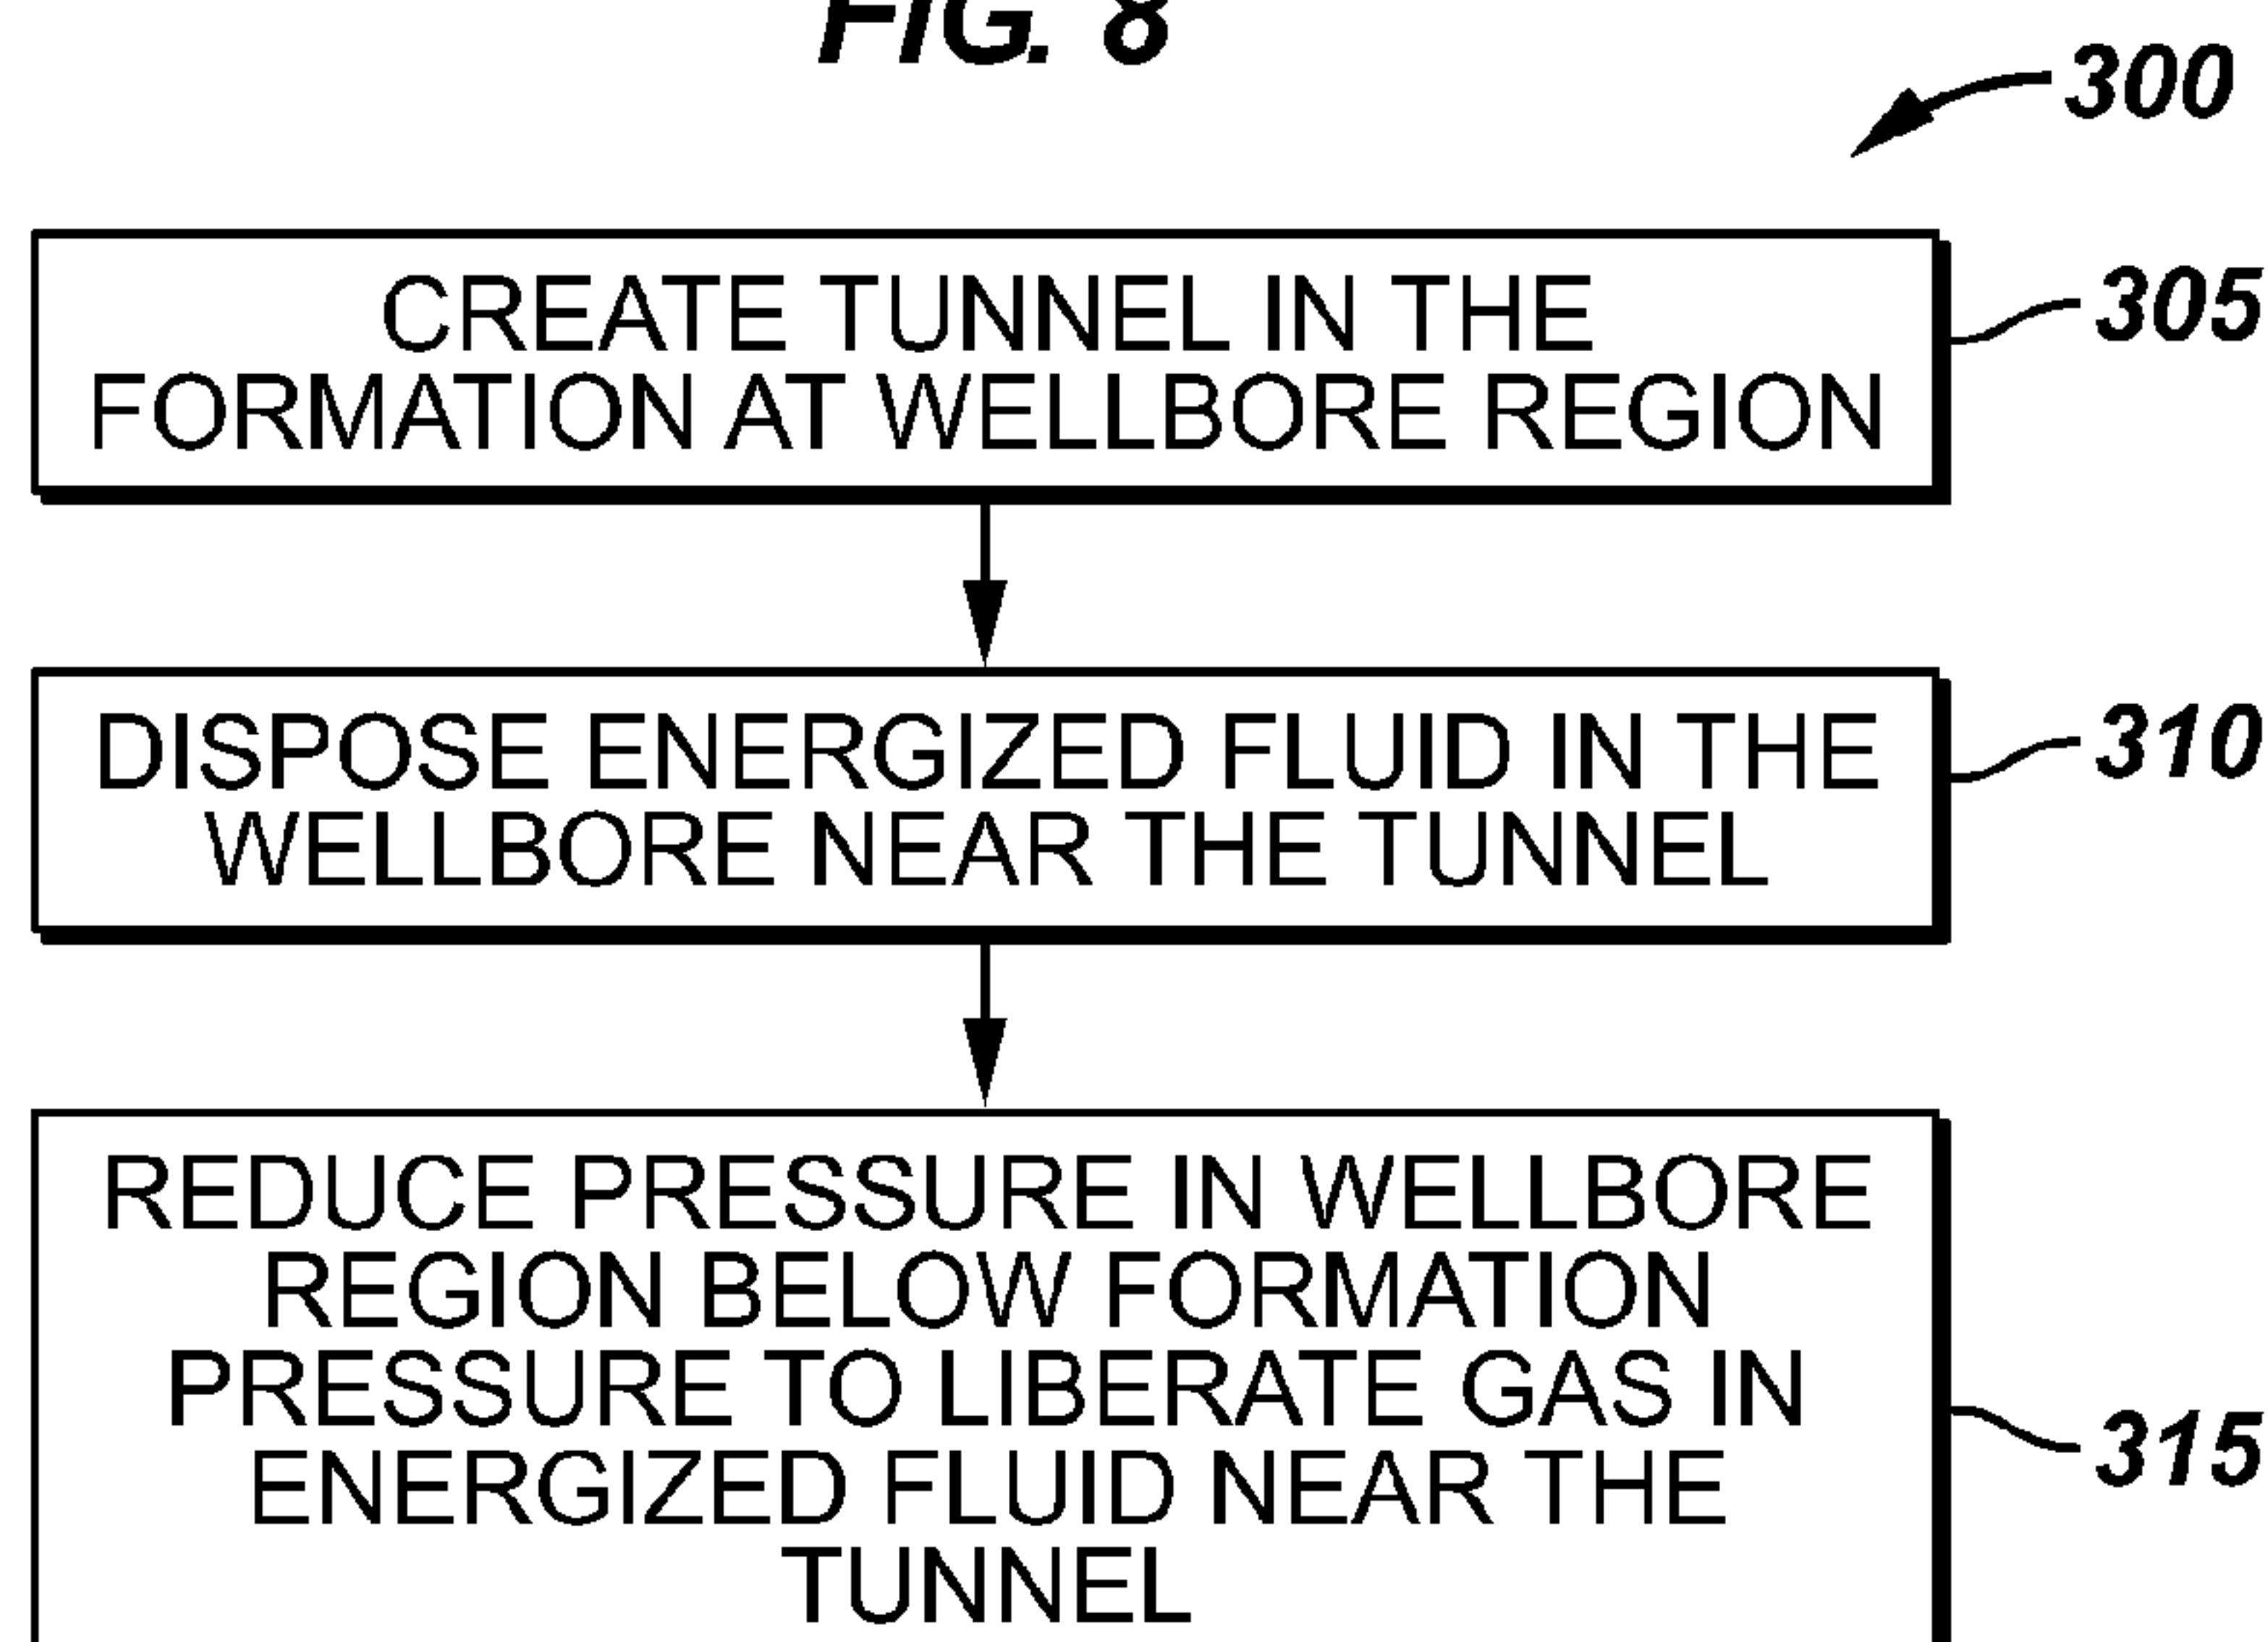 FIG. 8
300
CREATE TUNNEL IN THE
FORMATION AT WELLBORE REGION
305
DISPOSE ENERGIZED FLUID IN THE
WELLBORE NEAR THE TUNNEL
310
REDUCE PRESSURE IN WELLBORE
REGION BELOW FORMATION
PRESSURE TO LIBERATE GAS IN
ENERGIZED FLUID NEAR THE
TUNNEL
315